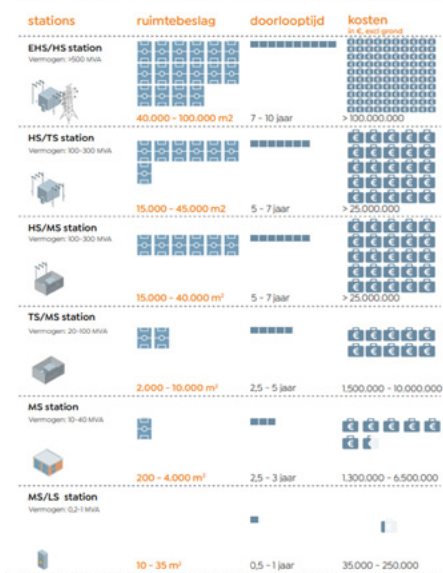 stations ruimtebeslag doorlooptijd kosten
in €, excl grond
EHS/HS station
Vermogen: >500 MVA
40.000 - 100.000 m2 7 - 10 jaar > 100.000.000
HS/TS station
Vermogen: 100-300 MVA
15.000 - 45.000 m2 5 - 7 jaar > 25.000.000
HS/MS station
Vermogen: 100-300 MVA
15.000 - 40.000 m² 5 - 7 jaar > 25.000.000
TS/MS station
Vermogen: 20-100 MVA
2.000 - 10.000 m² 2,5 - 5 jaar 1.500.000 - 10.000.000
MS station
Vermogen: 10-40 MVA
200 - 4.000 m² 2,5 - 3 jaar 1.300.000 - 6.500.000
MS/LS station
Vermogen: 0,2-1 MVA
10 - 35 m² 0,5 - 1 jaar 35.000 - 250.000